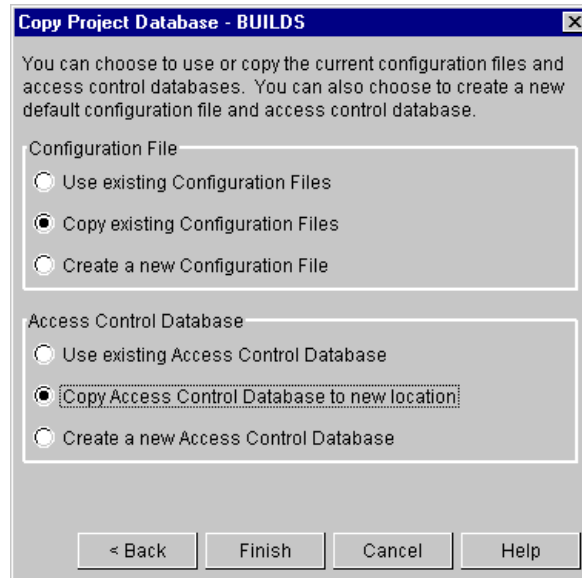 Copy Project Database - BUILDS
You can choose to use or copy the current configuration files and
access control databases.  You can also choose to create a new
default configuration file and access control database.
Configuration File
Use existing Configuration Files
Copy existing Configuration Files
Create a new Configuration File
Access Control Database
Use existing Access Control Database
Copy Access Control Database to new location
Create a new Access Control Database
< Back Finish Cancel Help